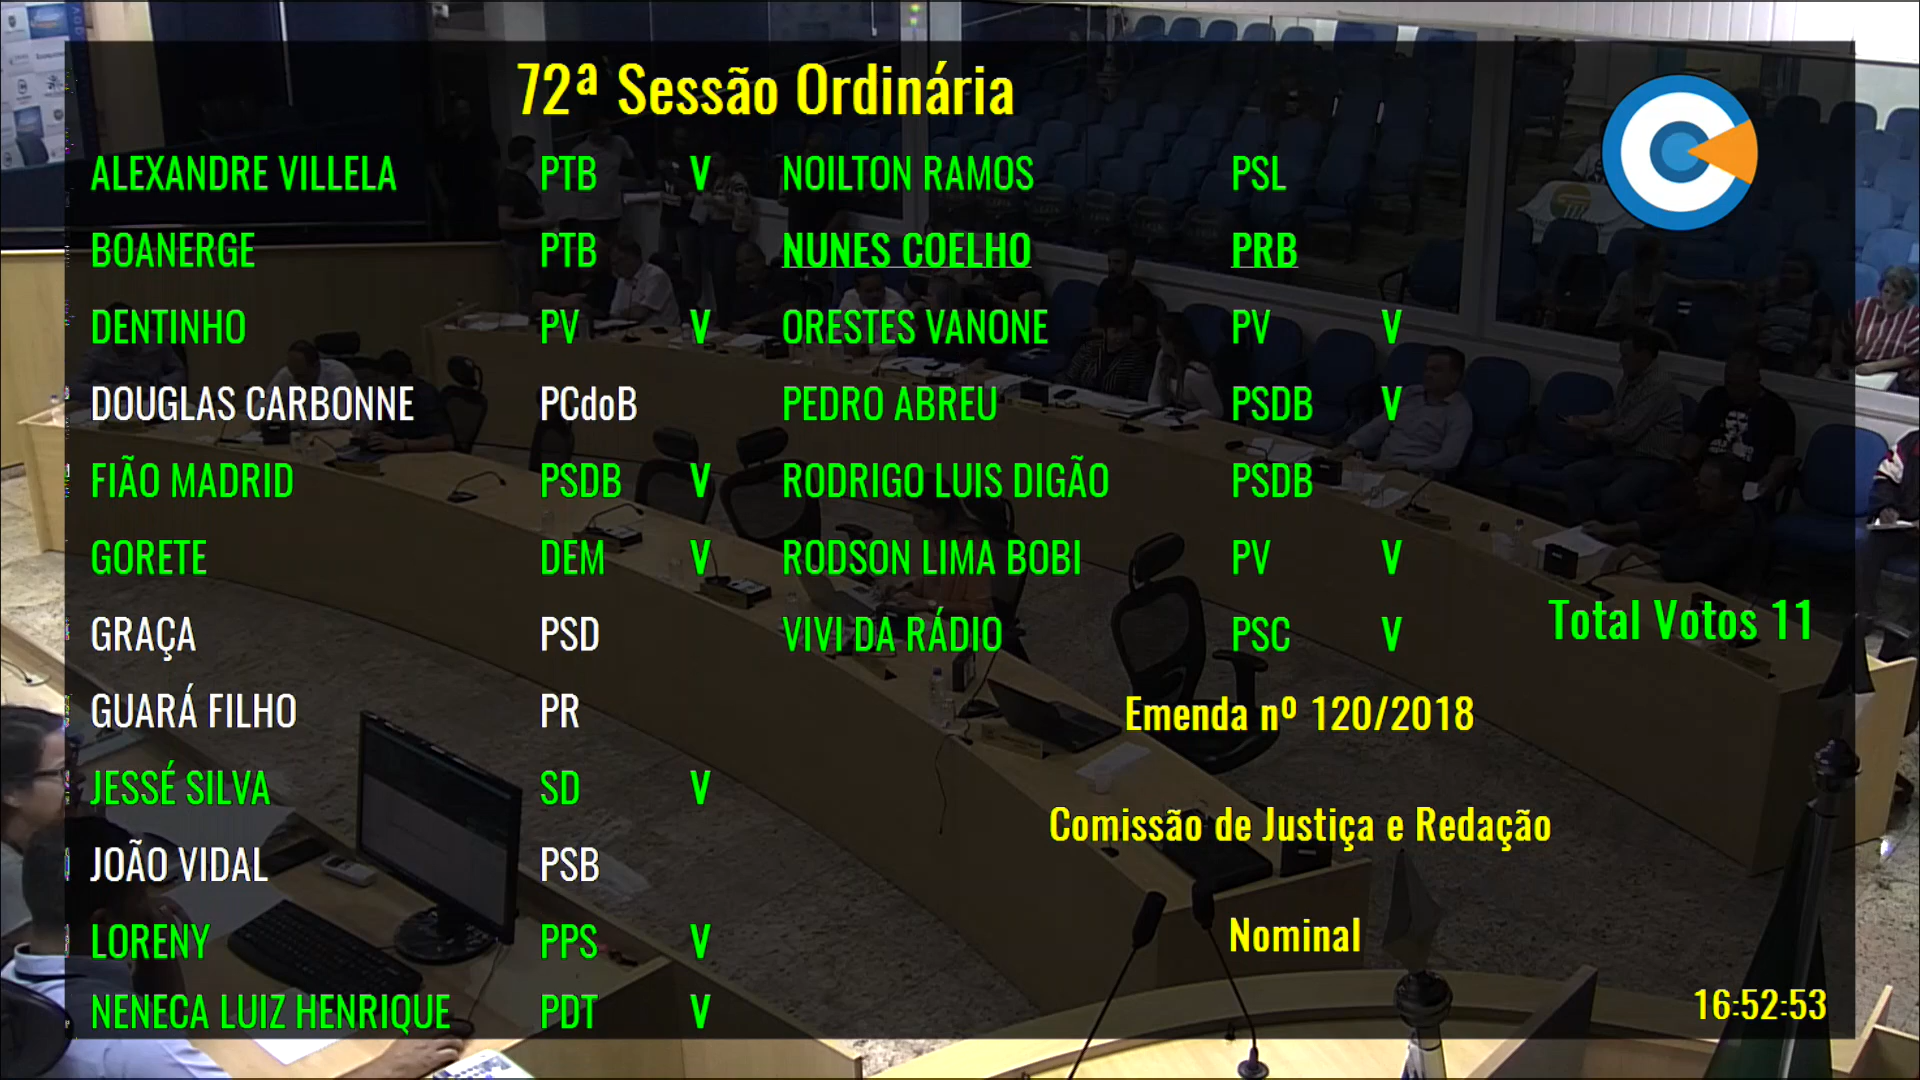 72ª Sessão Ordinária
ALEXANDRE VILLELA PTB V NOILTON RAMOS PSL
BOANERGE PTB NUNES COELHO PRB
DENTINHO PV V ORESTES VANONE PV V
DOUGLAS CARBONNE PCdoB PEDRO ABREU PSDB V
FIÃO MADRID PSDB V RODRIGO LUIS DIGÃO PSDB
GORETE DEM V RODSON LIMA BOBI PV V
GRAÇA PSD VIVI DA RÁDIO PSC V
Total Votos 11
GUARÁ FILHO PR
Emenda nº 120/2018
JESSÉ SILVA SD V
Comissão de Justiça e Redação
JOÃO VIDAL PSB
LORENY PPS V
Nominal
NENECA LUIZ HENRIQUE PDT V
16:52:53